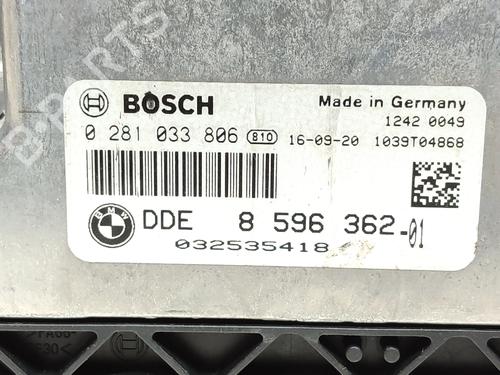 BOSCH
Made in Germany
1242 0049
0 281 033 806 810 16-09-20 1039T04868
BMW
DDE 8 596 362-01
032535418